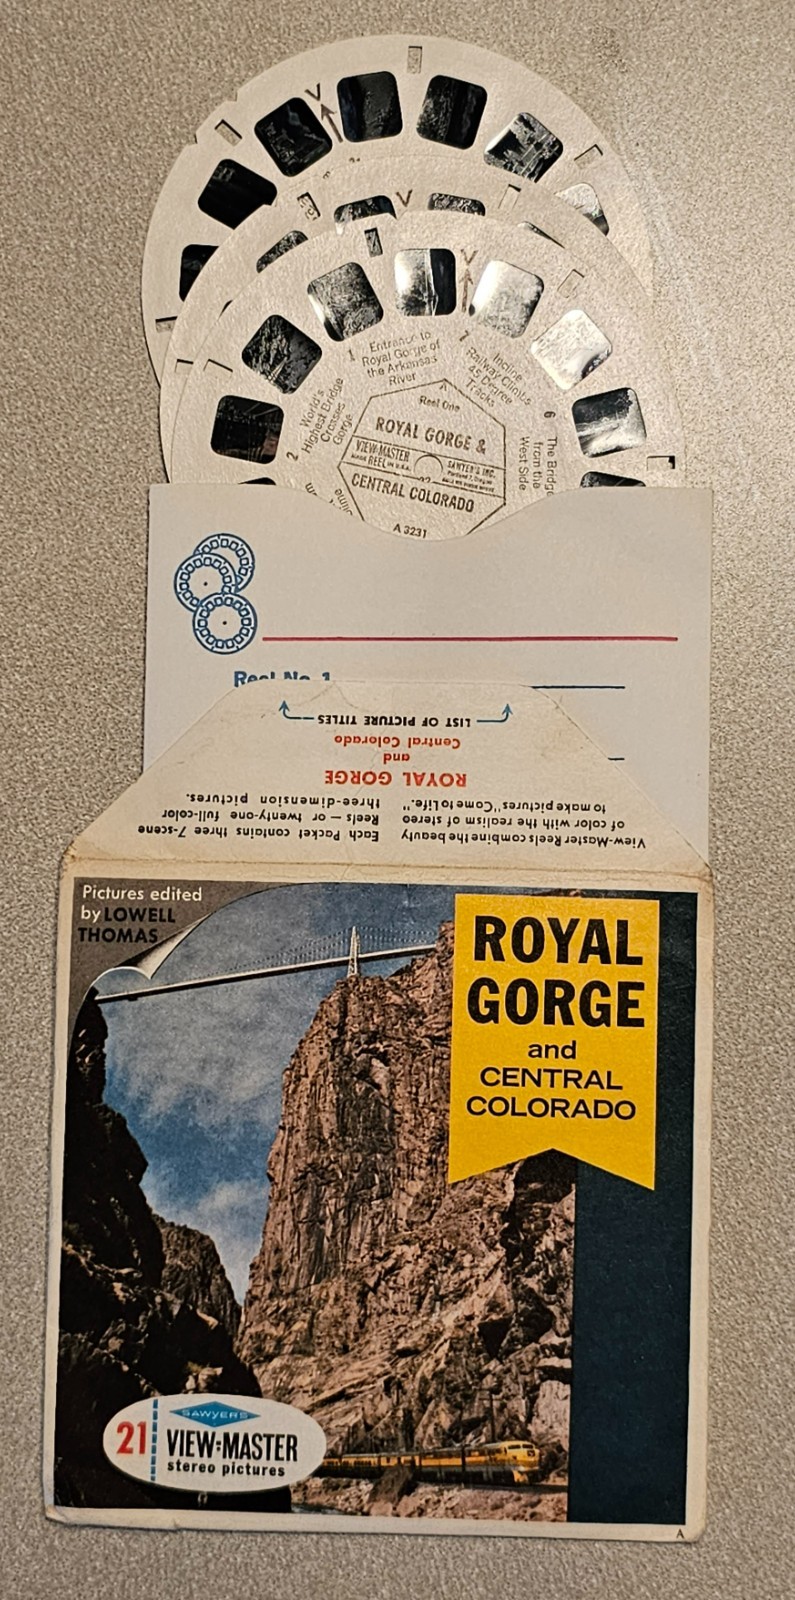 V
V
V
1
Entrance to
Royal Gorge of
the Arkansas
River
7
Incline
Railway Climbs
45 Degree
Tracks
2
World's
Highest Bridge
Crosses
Gorge
6
The Bridge
from the
West Side
A
Reel One
ROYAL GORGE &
VIEW-MASTER
REEL
SAWYER'S INC.
CENTRAL COLORADO
A 3231
Reel No. 1
View-Master Reels combine the beauty
of color with the realism of stereo
to make pictures "Come to Life."
Each Packet contains three 7-scene
Reels — or twenty-one full-color
three-dimension pictures.
ROYAL GORGE
and
Central Colorado
LIST OF PICTURE TITLES
Pictures edited
by LOWELL
THOMAS
ROYAL
GORGE
and
CENTRAL
COLORADO
SAWYER'S
21 VIEW-MASTER
stereo pictures
A